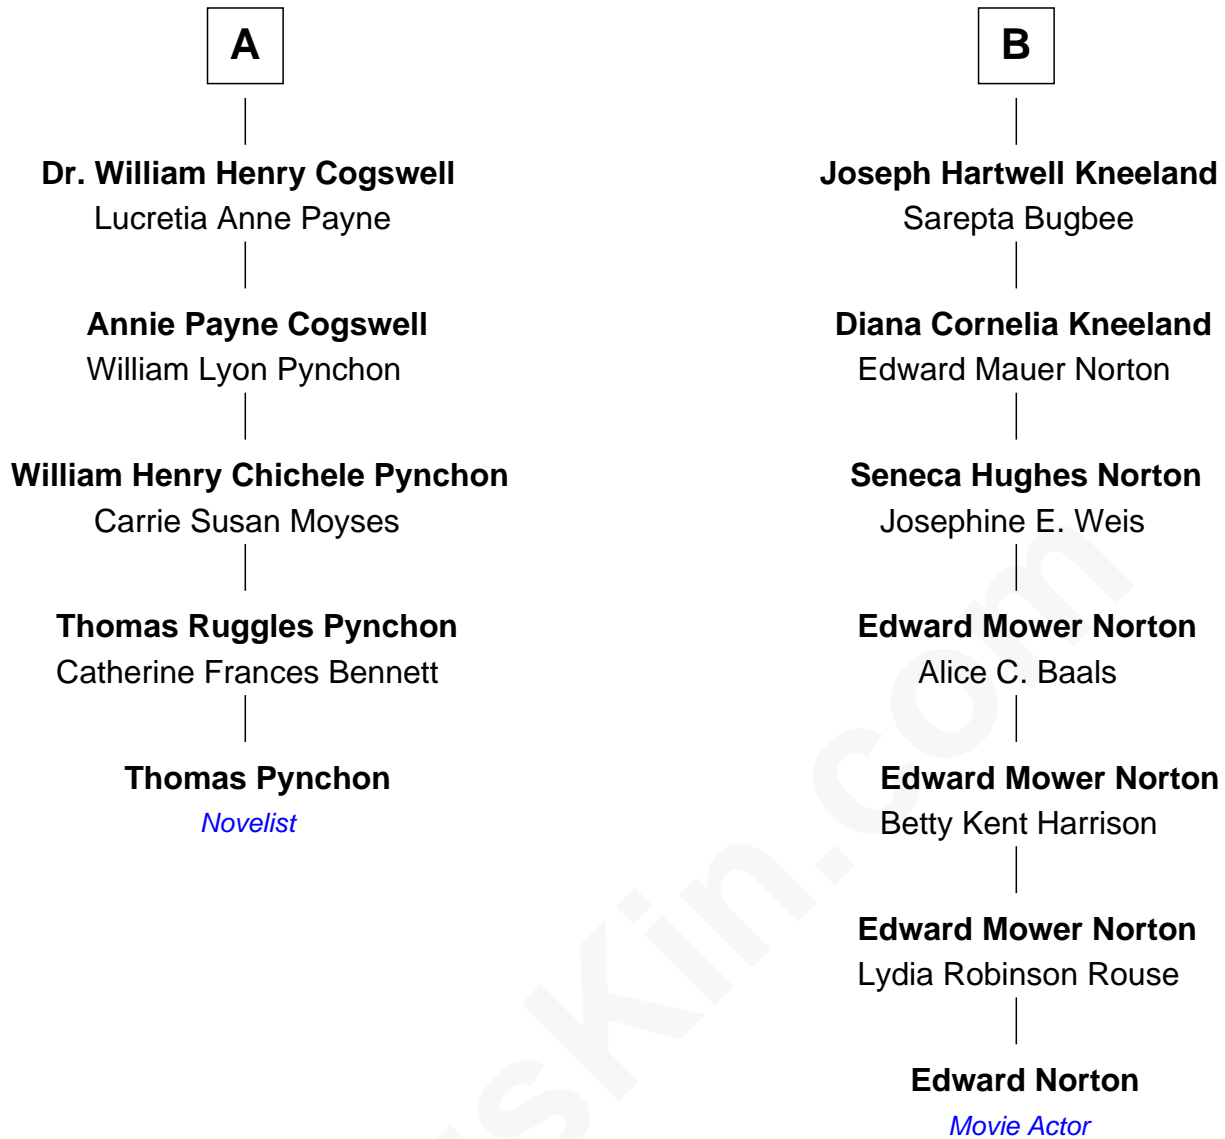 A
Dr. William Henry Cogswell
Lucretia Anne Payne
Annie Payne Cogswell
William Lyon Pynchon
William Henry Chichele Pynchon
Carrie Susan Moyses
Thomas Ruggles Pynchon
Catherine Frances Bennett
Thomas Pynchon
Novelist
B
Joseph Hartwell Kneeland
Sarepta Bugbee
Diana Cornelia Kneeland
Edward Mauer Norton
Seneca Hughes Norton
Josephine E. Weis
Edward Mower Norton
Alice C. Baals
Edward Mower Norton
Betty Kent Harrison
Edward Mower Norton
Lydia Robinson Rouse
Edward Norton
Movie Actor